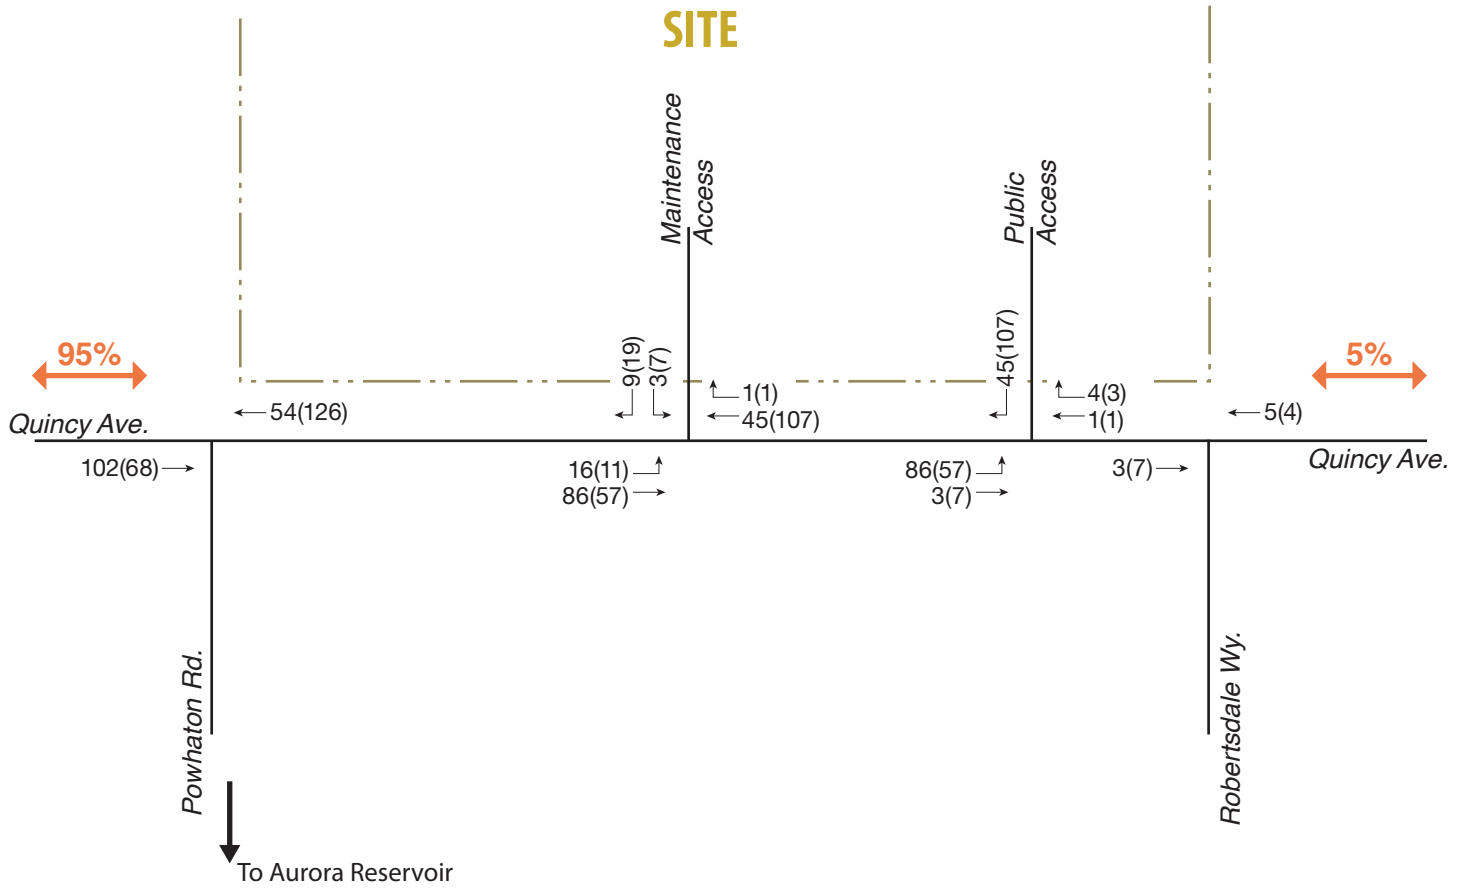 SITE
Maintenance
Access
Public
Access
95%
5%
9(19)
3(7)
45(107)
1(1)
45(107)
4(3)
1(1)
54(126)
5(4)
Quincy Ave.
Quincy Ave.
102(68)
16(11)
86(57)
86(57)
3(7)
3(7)
Powhaton Rd.
Robertsdale Wy.
To Aurora Reservoir